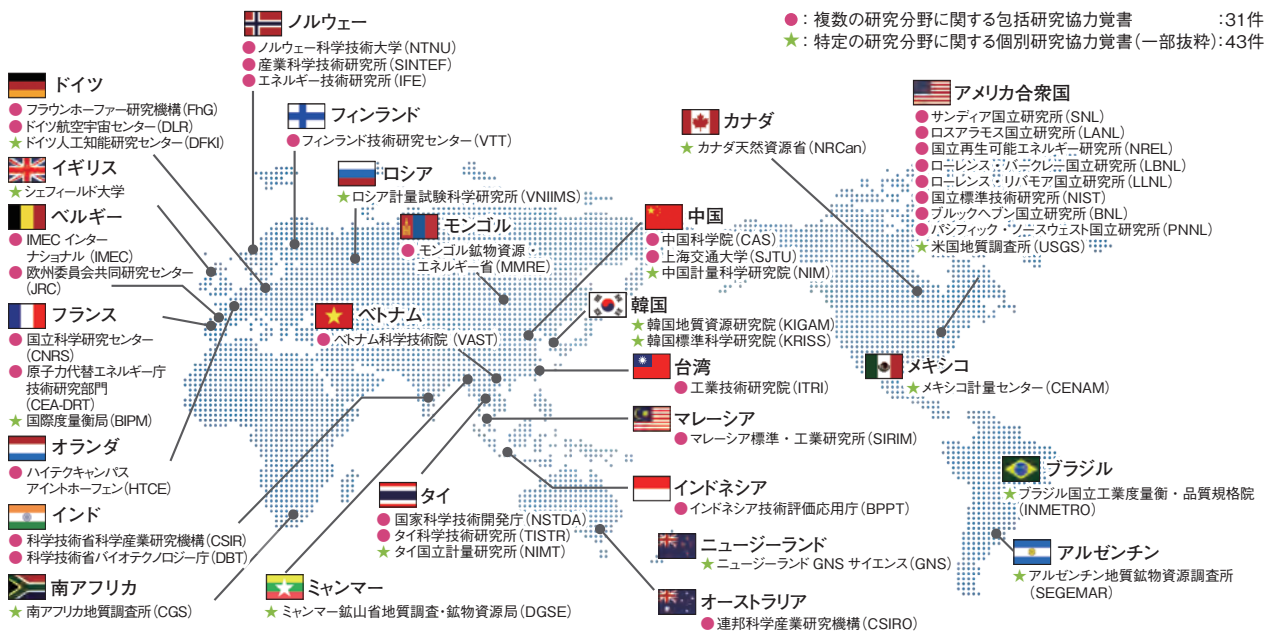 ●：複数の研究分野に関する包括研究協力覚書　　　　　：31件
★：特定の研究分野に関する個別研究協力覚書（一部抜粋）：43件
ノルウェー
●ノルウェー科学技術大学（NTNU）
●産業科学技術研究所（SINTEF）
●エネルギー技術研究所（IFE）
ドイツ
●フラウンホーファー研究機構（FhG）
●ドイツ航空宇宙センター（DLR）
★ドイツ人工知能研究センター（DFKI）
フィンランド
●フィンランド技術研究センター（VTT）
イギリス
★シェフィールド大学
ロシア
★ロシア計量試験科学研究所（VNIIMS）
ベルギー
●IMEC インター
ナショナル（IMEC）
●欧州委員会共同研究センター
（JRC）
モンゴル
●モンゴル鉱物資源・
エネルギー省（MMRE）
フランス
●国立科学研究センター
（CNRS）
●原子力代替エネルギー庁
技術研究部門
（CEA-DRT）
★国際度量衡局（BIPM）
ベトナム
●ベトナム科学技術院（VAST）
オランダ
●ハイテクキャンパス
アイントホーフェン（HTCE）
インド
●科学技術省科学産業研究機構（CSIR）
●科学技術省バイオテクノロジー庁（DBT）
南アフリカ
★南アフリカ地質調査所（CGS）
タイ
●国家科学技術開発庁（NSTDA）
●タイ科学技術研究所（TISTR）
★タイ国立計量研究所（NIMT）
ミャンマー
★ミャンマー鉱山省地質調査・鉱物資源局（DGSE）
中国
●中国科学院（CAS）
●上海交通大学（SJTU）
★中国計量科学研究院（NIM）
韓国
★韓国地質資源研究院（KIGAM）
★韓国標準科学研究院（KRISS）
台湾
●工業技術研究院（ITRI）
マレーシア
●マレーシア標準・工業研究所（SIRIM）
インドネシア
●インドネシア技術評価応用庁（BPPT）
ニュージーランド
★ニュージーランド GNS サイエンス（GNS）
オーストラリア
●連邦科学産業研究機構（CSIRO）
カナダ
★カナダ天然資源省（NRCan）
アメリカ合衆国
●サンディア国立研究所（SNL）
●ロスアラモス国立研究所（LANL）
●国立再生可能エネルギー研究所（NREL）
●ローレンス・バークレー国立研究所（LBNL）
●ローレンス・リバモア国立研究所（LLNL）
●国立標準技術研究所（NIST）
●ブルックヘブン国立研究所（BNL）
●パシフィック・ノースウェスト国立研究所（PNNL）
★米国地質調査所（USGS）
メキシコ
★メキシコ計量センター（CENAM）
ブラジル
★ブラジル国立工業度量衡・品質規格院
（INMETRO）
アルゼンチン
★アルゼンチン地質鉱物資源調査所
（SEGEMAR）